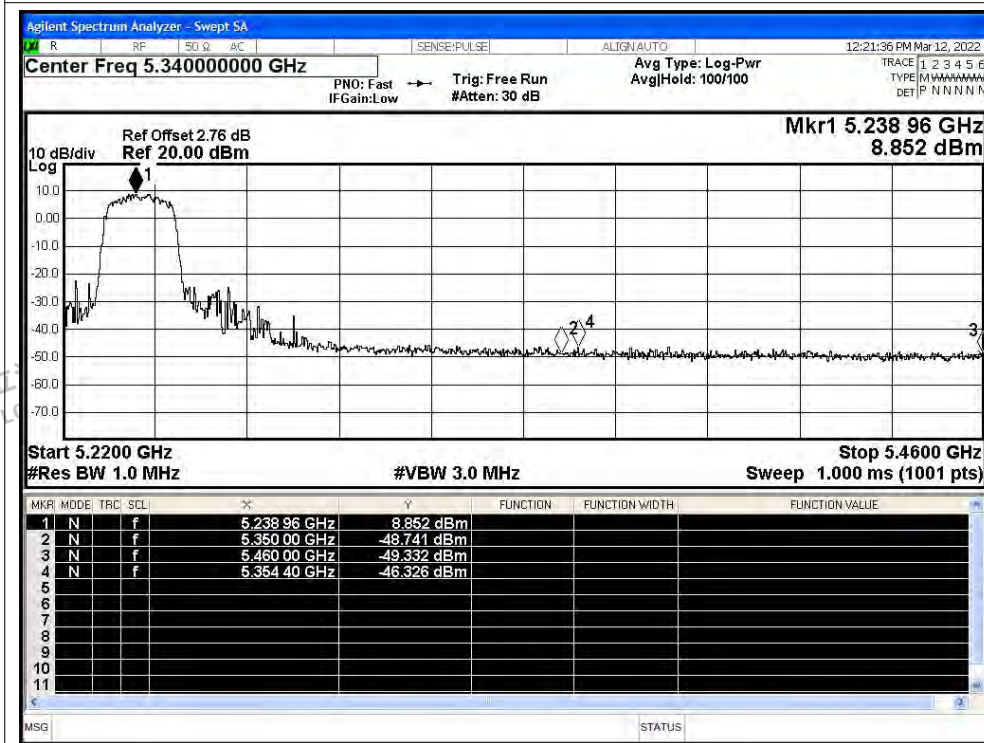 Agilent Spectrum Analyzer - Swept SA
LXI R RF 50 Ω AC SENSE:PULSE ALIGN AUTO 12:21:36 PM Mar 12, 2022
Center Freq 5.340000000 GHz
PNO: Fast Trig: Free Run
IFGain:Low #Atten: 30 dB
Avg Type: Log-Pwr
Avg|Hold: 100/100
TRACE 1 2 3 4 5 6
TYPE M WWWWW
DET P N N N N N
Ref Offset 2.76 dB
10 dB/div Ref 20.00 dBm
Log
Mkr1 5.238 96 GHz
8.852 dBm
1
10.0
0.00
-10.0
-20.0
-30.0
-40.0
-50.0
-60.0
-70.0
2 4
3
Start 5.2200 GHz Stop 5.4600 GHz
#Res BW 1.0 MHz #VBW 3.0 MHz Sweep 1.000 ms (1001 pts)
MKR MODE TRC SCL X Y FUNCTION FUNCTION WIDTH FUNCTION VALUE
1 N f 5.238 96 GHz 8.852 dBm
2 N f 5.350 00 GHz -48.741 dBm
3 N f 5.460 00 GHz -49.332 dBm
4 N f 5.354 40 GHz -46.326 dBm
5
6
7
8
9
10
11
MSG STATUS